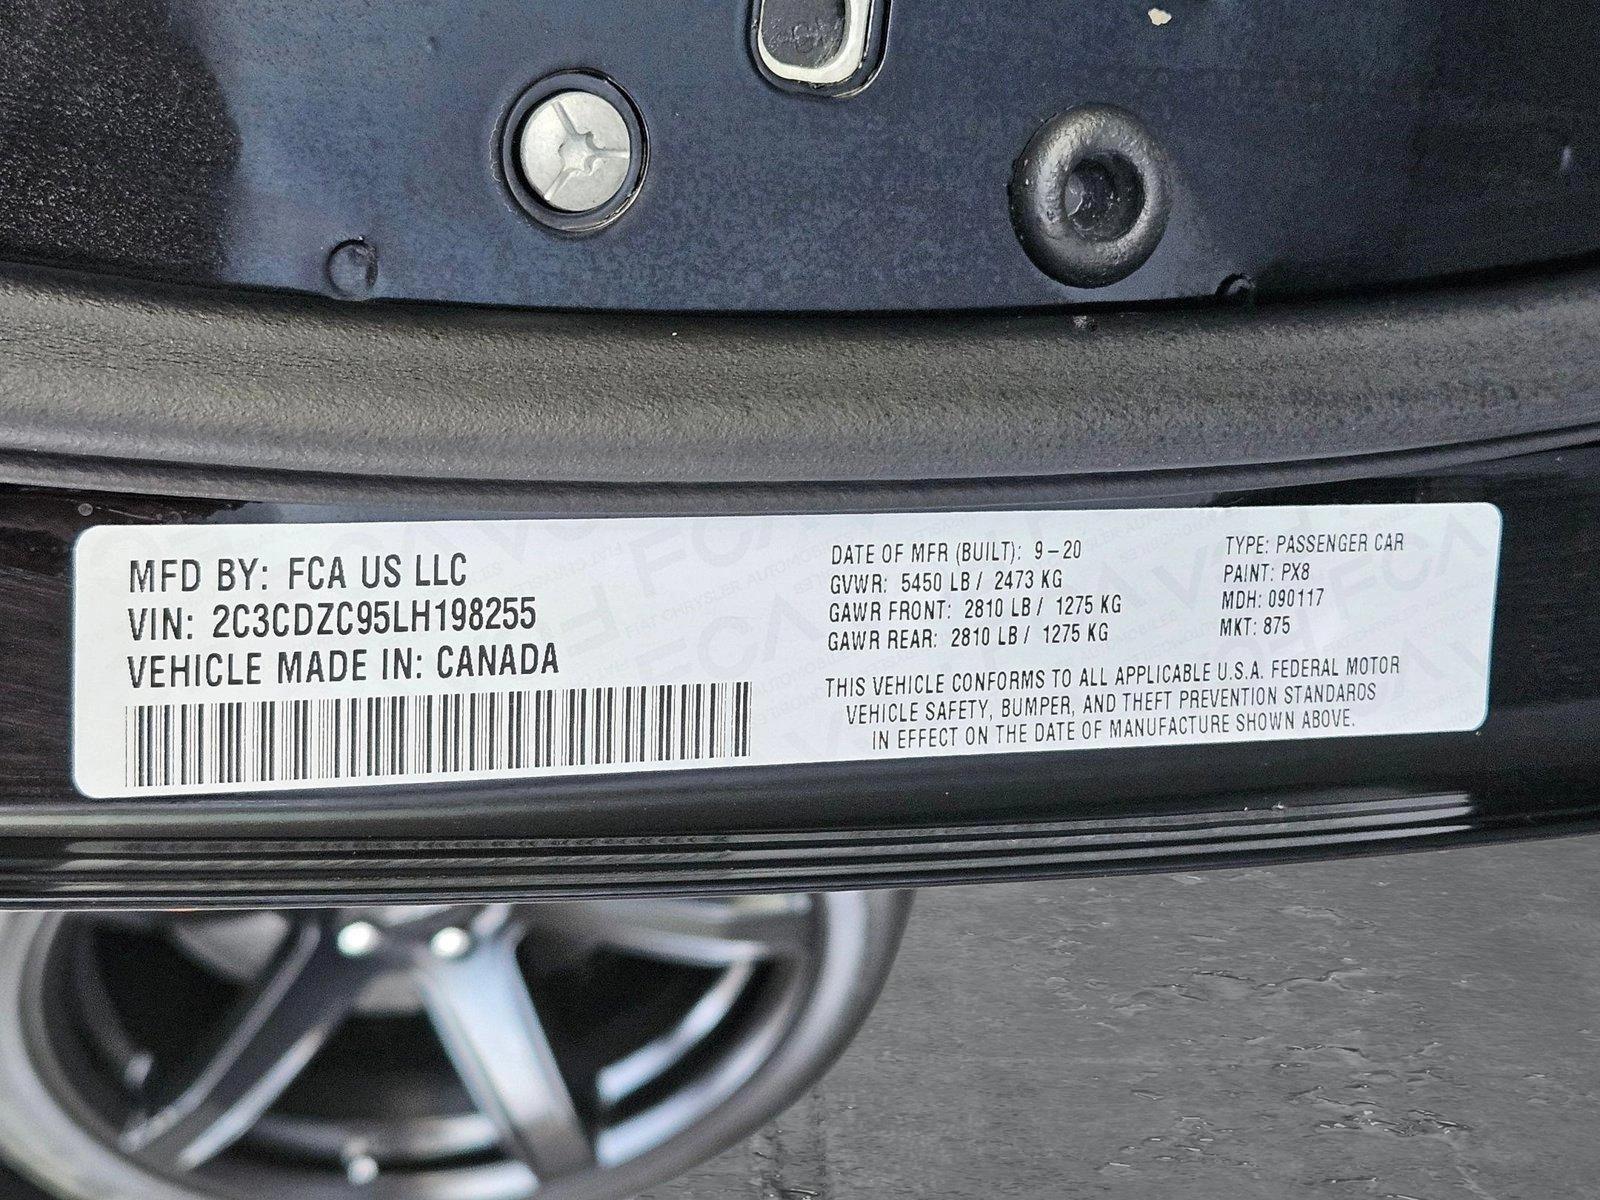 MFD BY: FCA US LLC
VIN: 2C3CDZC95LH198255
VEHICLE MADE IN: CANADA
DATE OF MFR (BUILT): 9-20
GVWR: 5450 LB / 2473 KG
GAWR FRONT: 2810 LB / 1275 KG
GAWR REAR: 2810 LB / 1275 KG
TYPE: PASSENGER CAR
PAINT: PX8
MDH: 090117
MKT: 875
THIS VEHICLE CONFORMS TO ALL APPLICABLE U.S.A. FEDERAL MOTOR
VEHICLE SAFETY, BUMPER, AND THEFT PREVENTION STANDARDS
IN EFFECT ON THE DATE OF MANUFACTURE SHOWN ABOVE.